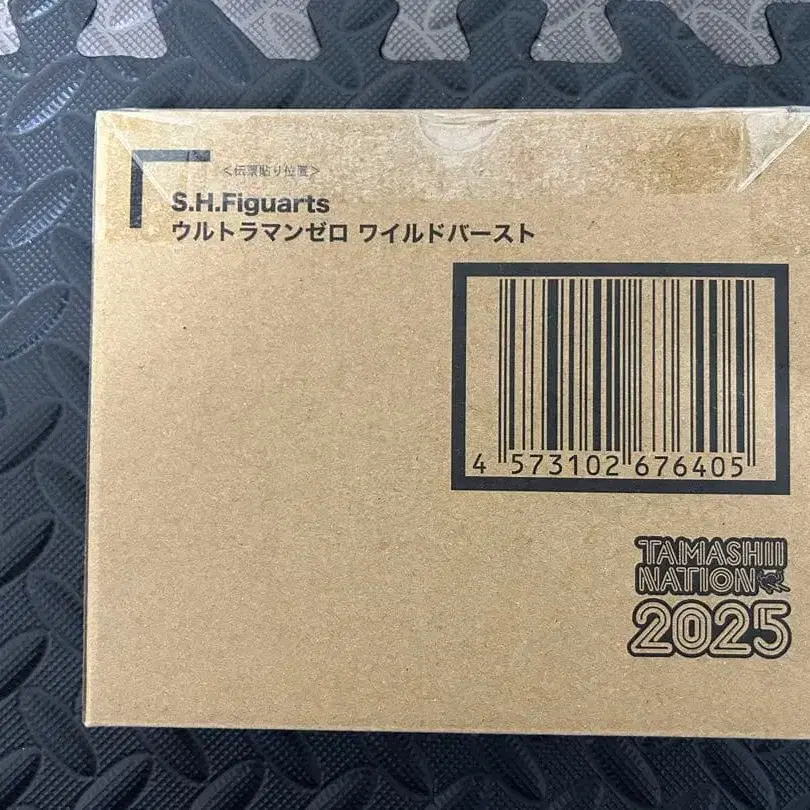 <伝票貼り位置>
S.H.Figuarts
ウルトラマンゼロ ワイルドバースト
4 573102 676405
TAMASHII
NATION
2025